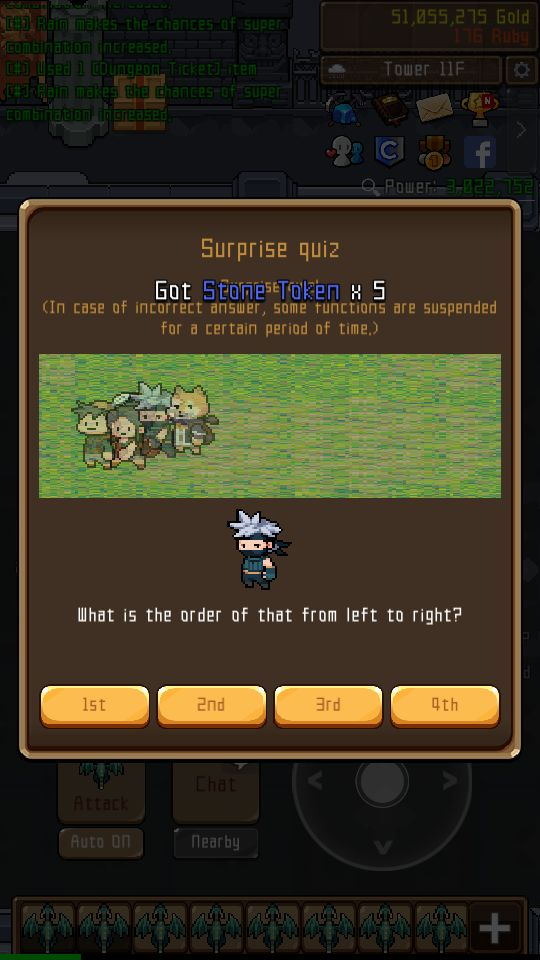 [#] Rain makes the chances of super
combination increased.
[#] Used 1 [Dungeon Ticket] item
[#] Rain makes the chances of super
combination increased.
51,055,275 Gold
176 Ruby
Tower 11F
N
C
f
Power: 3,022,752
Surprise quiz
Got Stone Token x 5
(In case of incorrect answer, some functions are suspended
for a certain period of time.)
What is the order of that from left to right?
1st
2nd
3rd
4th
Attack
Chat
Auto ON
Nearby